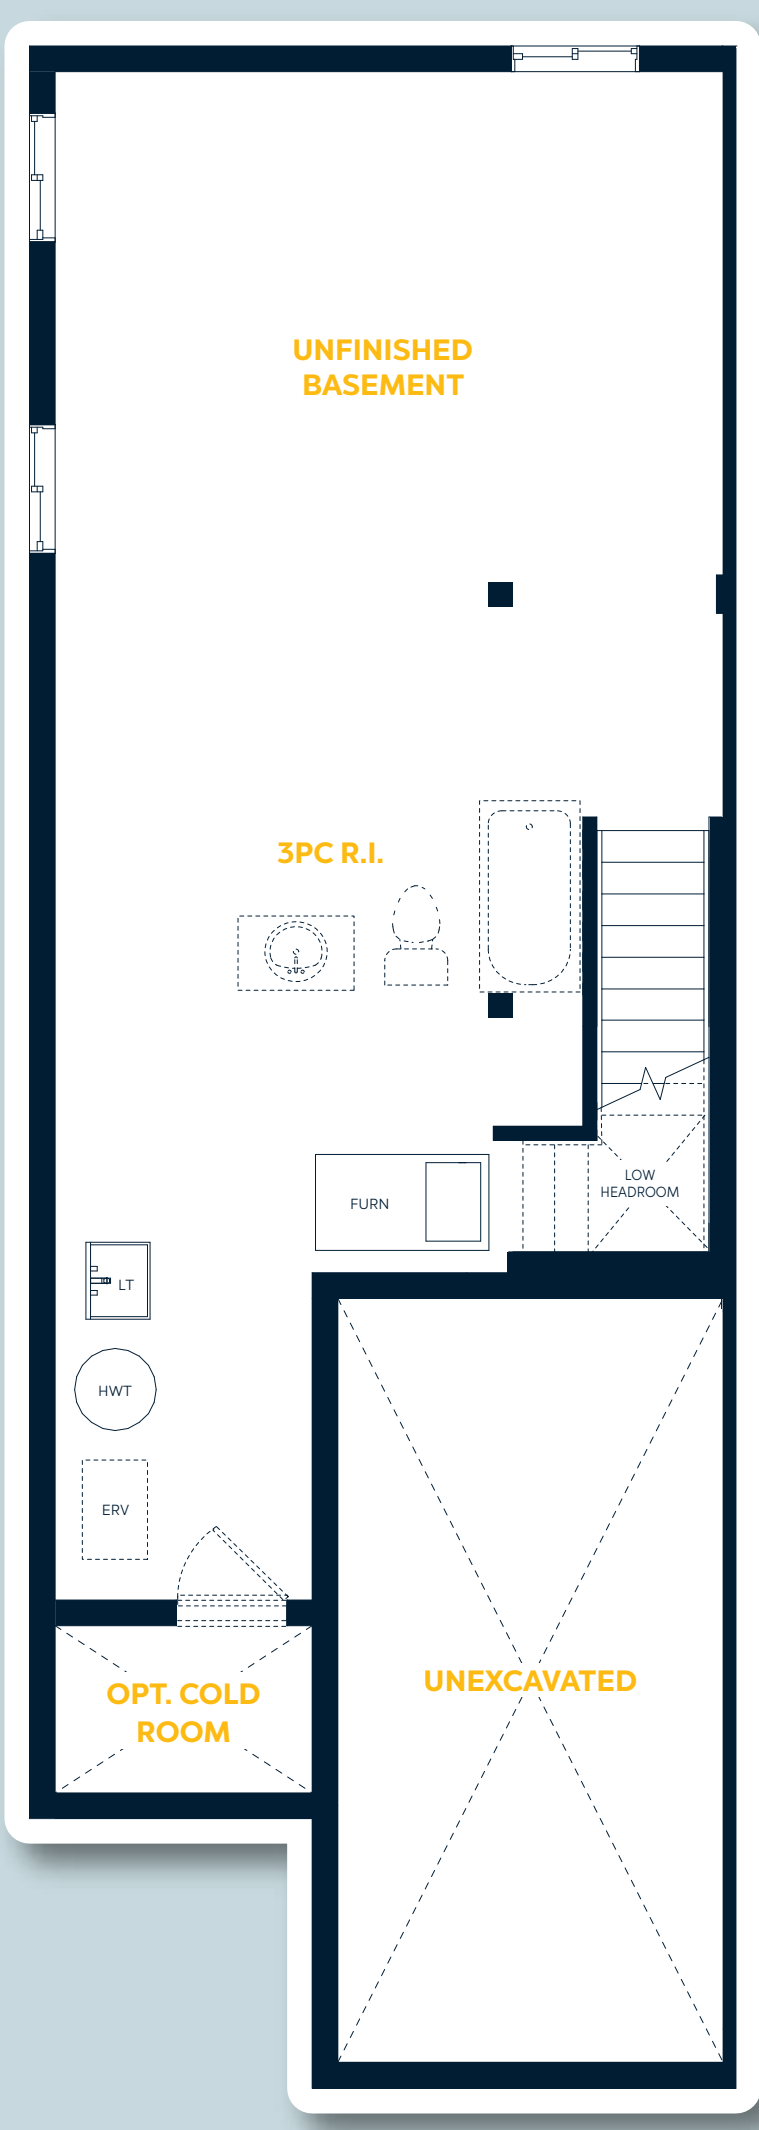 UNFINISHED
BASEMENT
3PC R.I.
LOW
HEADROOM
FURN
LT
HWT
ERV
OPT. COLD
ROOM
UNEXCAVATED